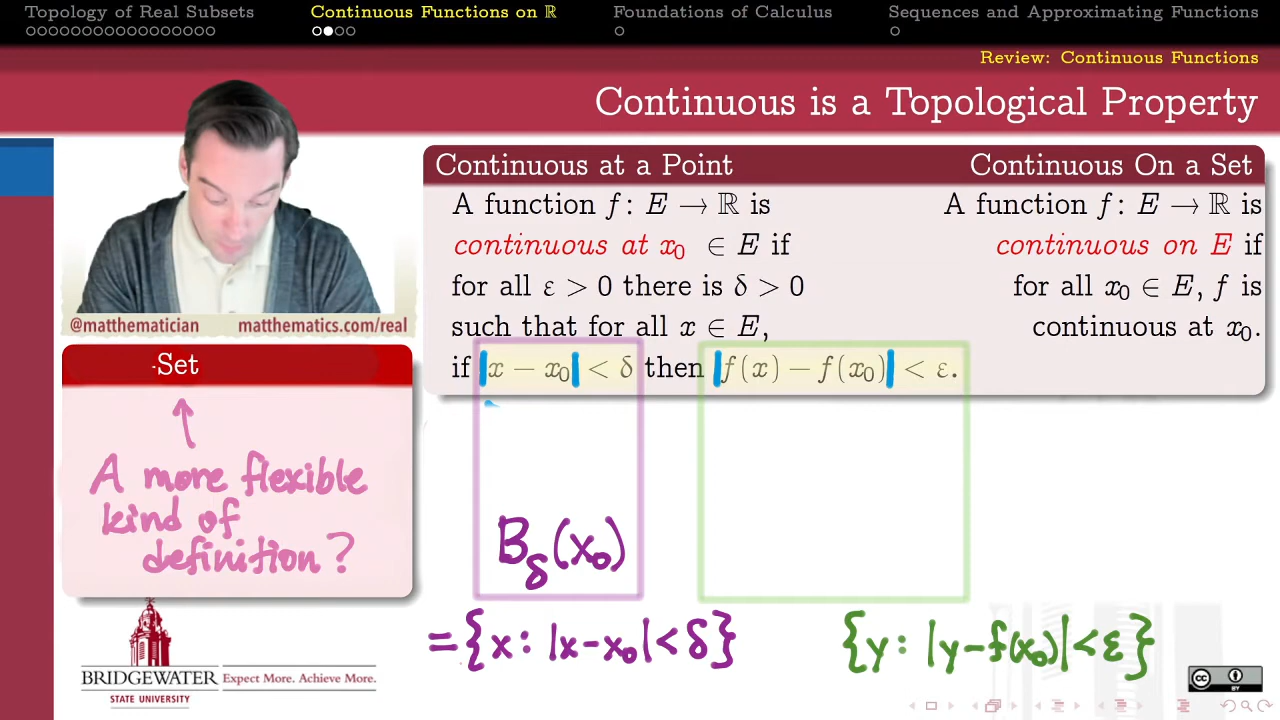 Topology of Real Subsets Continuous Functions on ℝ Foundations of Calculus Sequences and Approximating Functions
Review: Continuous Functions
Continuous is a Topological Property
Continuous at a Point
A function f: E → ℝ is
continuous at x₀ ∈ E if
for all ε > 0 there is δ > 0
such that for all x ∈ E,
if |x − x₀| < δ then |f(x) − f(x₀)| < ε.
Continuous On a Set
A function f: E → ℝ is
continuous on E if
for all x₀ ∈ E, f is
continuous at x₀.
@matthematician matthematics.com/real
Set
A more flexible
kind of
definition?
B_δ(x₀)
={x: |x-x₀|<δ}
{y: |y-f(x₀)|<ε}
BRIDGEWATER
STATE UNIVERSITY
Expect More. Achieve More.
cc
BY